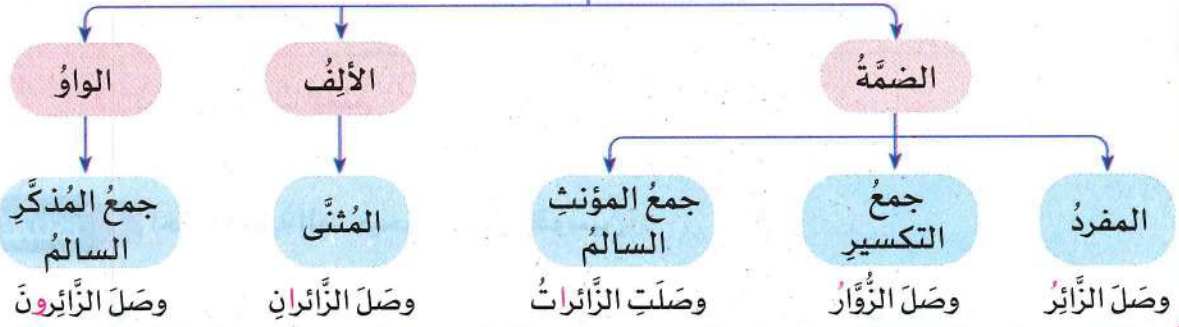 الضمَّةُ
الألِفُ
الواوُ
المفردُ
جمعُ
التكسيرِ
جمعُ المؤنثِ
السالمُ
المُثنَّى
جمعُ المُذكَّرِ
السالمُ
وصَلَ الزَّائِرُ
وصَلَ الزُّوَّارُ
وصَلَتِ الزَّائراتُ
وصَلَ الزَّائرانِ
وصَلَ الزَّائِرونَ